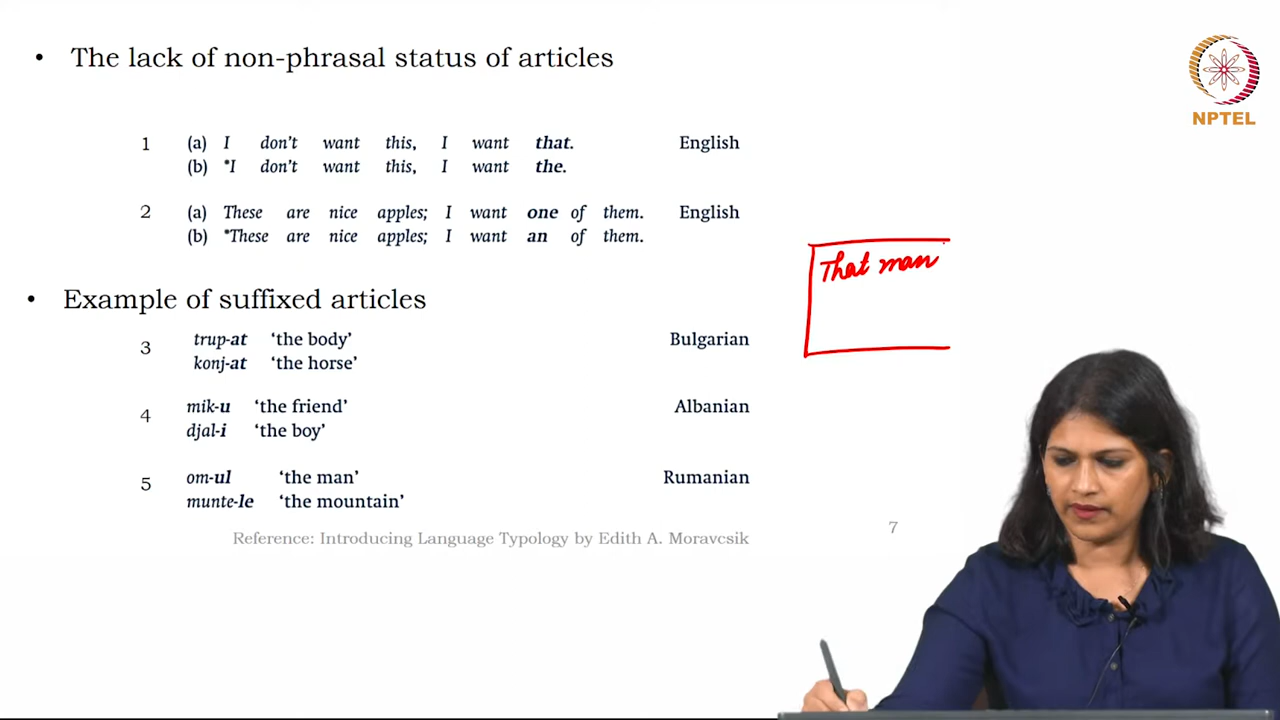 • The lack of non-phrasal status of articles
1 (a) I don't want this, I want that. English
(b) *I don't want this, I want the.
2 (a) These are nice apples; I want one of them. English
(b) *These are nice apples; I want an of them.
That man
• Example of suffixed articles
3 trup-at 'the body' Bulgarian
konj-at 'the horse'
4 mik-u 'the friend' Albanian
djal-i 'the boy'
5 om-ul 'the man' Rumanian
munte-le 'the mountain'
Reference: Introducing Language Typology by Edith A. Moravcsik 7
NPTEL